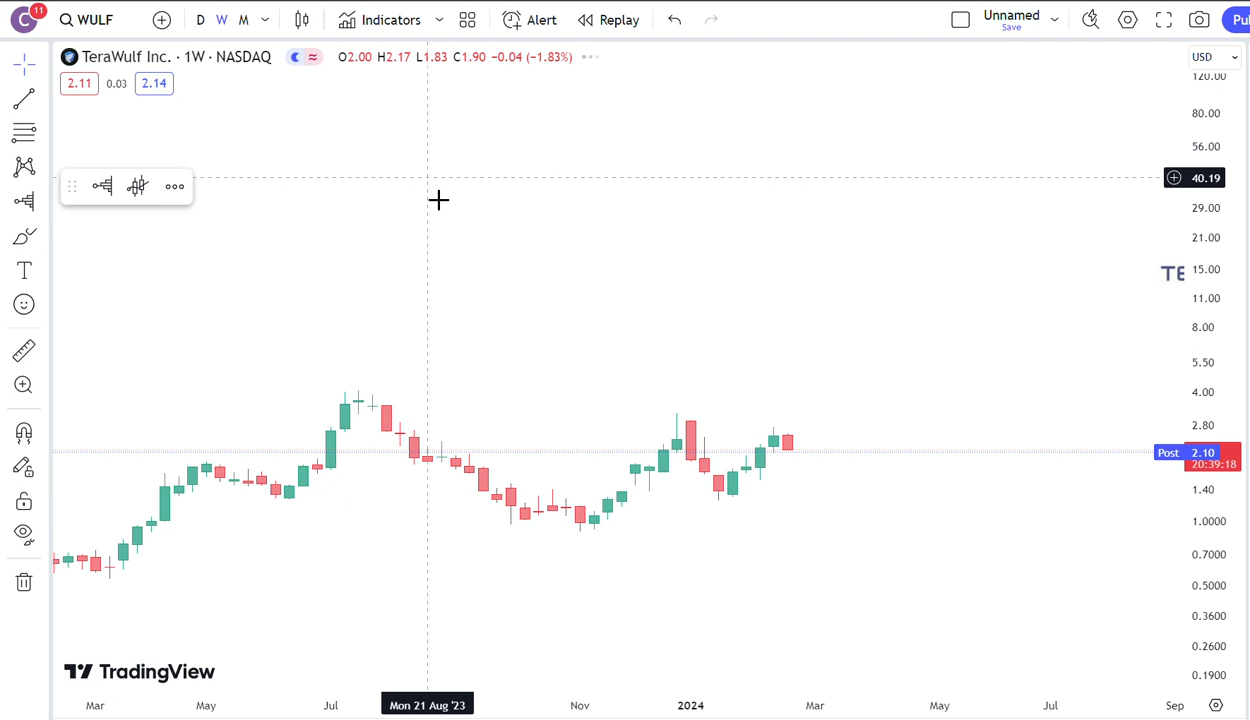 C 11 WULF D W M Indicators Alert Replay Unnamed Save Pu
TeraWulf Inc. · 1W · NASDAQ O2.00 H2.17 L1.83 C1.90 −0.04 (−1.83%) USD
2.11 0.03 2.14
120.00
80.00
56.00
40.19
29.00
21.00
TE 15.00
11.00
8.00
5.50
4.00
2.80
Post 2.10
20:39:18
1.40
1.0000
0.7000
0.5000
0.3600
0.2600
TradingView
0.1900
Mar May Jul Mon 21 Aug '23 Nov 2024 Mar May Jul Sep